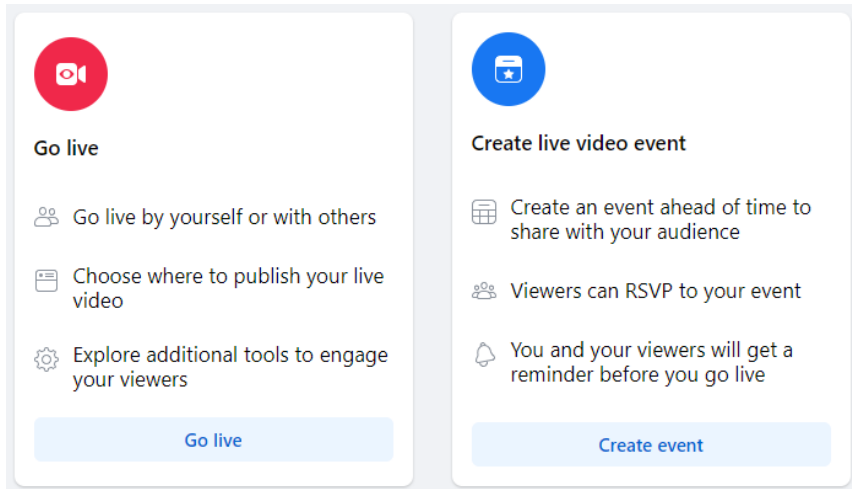 Go live
Go live by yourself or with others
Choose where to publish your live
video
Explore additional tools to engage
your viewers
Go live
Create live video event
Create an event ahead of time to
share with your audience
Viewers can RSVP to your event
You and your viewers will get a
reminder before you go live
Create event